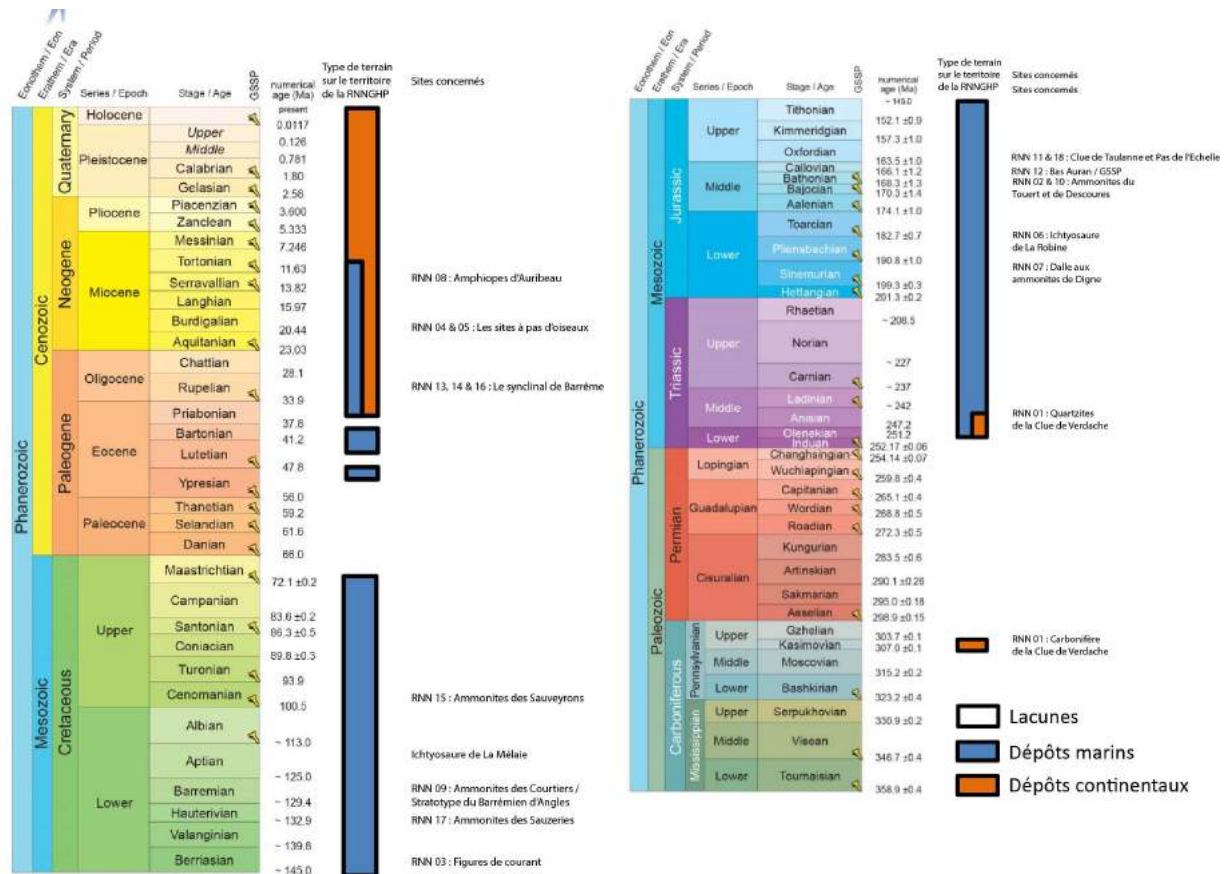 Eonothem / Eon
Erathem / Era
System / Period
Series / Epoch
Stage / Age
GSSP
numerical
age (Ma)
Type de terrain
sur le territoire
de la RNNGHP
Sites concernés
Phanerozoic
Cenozoic
Mesozoic
Quaternary
Neogene
Paleogene
Cretaceous
Holocene
Pleistocene
Pliocene
Miocene
Oligocene
Eocene
Paleocene
Upper
Lower
Upper
Middle
Calabrian
Gelasian
Piacenzian
Zanclean
Messinian
Tortonian
Serravallian
Langhian
Burdigalian
Aquitanian
Chattian
Rupelian
Priabonian
Bartonian
Lutetian
Ypresian
Thanetian
Selandian
Danian
Maastrichtian
Campanian
Santonian
Coniacian
Turonian
Cenomanian
Albian
Aptian
Barremian
Hauterivian
Valanginian
Berriasian
present
0.0117
0.126
0.781
1.80
2.58
3.600
5.333
7.246
11.63
13.82
15.97
20.44
23.03
28.1
33.9
37.8
41.2
47.8
56.0
59.2
61.6
66.0
72.1 ±0.2
83.6 ±0.2
86.3 ±0.5
89.8 ±0.3
93.9
100.5
~ 113.0
~ 125.0
~ 129.4
~ 132.9
~ 139.8
~ 145.0
RNN 08 : Amphiopes d'Auribeau
RNN 04 & 05 : Les sites à pas d'oiseaux
RNN 13, 14 & 16 : Le synclinal de Barrême
RNN 15 : Ammonites des Sauveyrons
Ichtyosaure de La Mélaie
RNN 09 : Ammonites des Courtiers /
Stratotype du Barrémien d'Angles
RNN 17 : Ammonites des Sauzeries
RNN 03 : Figures de courant
Eonothem / Eon
Erathem / Era
System / Period
Series / Epoch
Stage / Age
GSSP
numerical
age (Ma)
Type de terrain
sur le territoire
de la RNNGHP
Sites concernés
Sites concernés
Phanerozoic
Mesozoic
Paleozoic
Jurassic
Triassic
Permian
Carboniferous
Pennsylvanian
Mississippian
Upper
Middle
Lower
Upper
Middle
Lower
Lopingian
Guadalupian
Cisuralian
Upper
Middle
Lower
Upper
Middle
Lower
Tithonian
Kimmeridgian
Oxfordian
Callovian
Bathonian
Bajocian
Aalenian
Toarcian
Pliensbachian
Sinemurian
Hettangian
Rhaetian
Norian
Carnian
Ladinian
Anisian
Olenekian
Induan
Changhsingian
Wuchiapingian
Capitanian
Wordian
Roadian
Kungurian
Artinskian
Sakmarian
Asselian
Gzhelian
Kasimovian
Moscovian
Bashkirian
Serpukhovian
Visean
Tournaisian
~ 145.0
152.1 ±0.9
157.3 ±1.0
163.5 ±1.0
166.1 ±1.2
168.3 ±1.3
170.3 ±1.4
174.1 ±1.0
182.7 ±0.7
190.8 ±1.0
199.3 ±0.3
201.3 ±0.2
~ 208.5
~ 227
~ 237
~ 242
247.2
251.2
252.17 ±0.06
254.14 ±0.07
259.8 ±0.4
265.1 ±0.4
268.8 ±0.5
272.3 ±0.5
283.5 ±0.6
290.1 ±0.26
295.0 ±0.18
298.9 ±0.15
303.7 ±0.1
307.0 ±0.1
315.2 ±0.2
323.2 ±0.4
330.9 ±0.2
346.7 ±0.4
358.9 ±0.4
RNN 11 & 18 : Clue de Taulanne et Pas de l'Echelle
RNN 12 : Bas Auran / GSSP
RNN 02 & 10 : Ammonites du
Touert et de Descoures
RNN 06 : Ichtyosaure
de La Robine
RNN 07 : Dalle aux
ammonites de Digne
RNN 01 : Quartzites
de la Clue de Verdache
RNN 01 : Carbonifère
de la Clue de Verdache
Lacunes
Dépôts marins
Dépôts continentaux